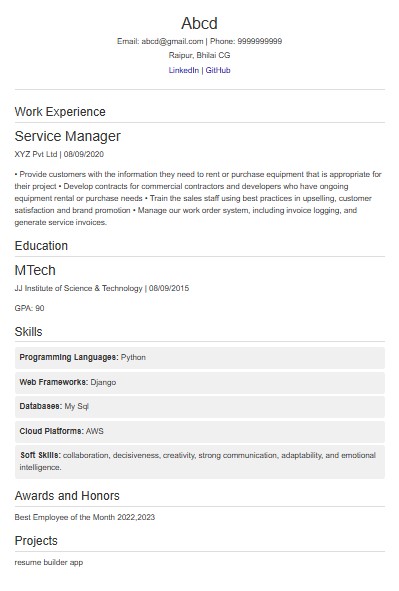 Abcd
Email: abcd@gmail.com | Phone: 9999999999
Raipur, Bhilai CG
LinkedIn | GitHub
Work Experience
Service Manager
XYZ Pvt Ltd | 08/09/2020
• Provide customers with the information they need to rent or purchase equipment that is appropriate for
their project • Develop contracts for commercial contractors and developers who have ongoing
equipment rental or purchase needs • Train the sales staff using best practices in upselling, customer
satisfaction and brand promotion • Manage our work order system, including invoice logging, and
generate service invoices.
Education
MTech
JJ Institute of Science & Technology | 08/09/2015
GPA: 90
Skills
Programming Languages: Python
Web Frameworks: Django
Databases: My Sql
Cloud Platforms: AWS
Soft Skills: collaboration, decisiveness, creativity, strong communication, adaptability, and emotional
intelligence.
Awards and Honors
Best Employee of the Month 2022,2023
Projects
resume builder app